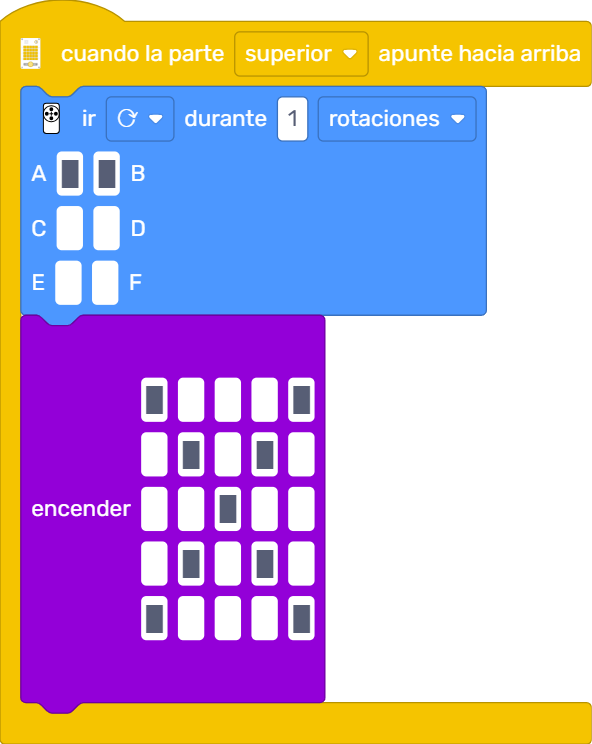 cuando la parte superior apunte hacia arriba
ir durante 1 rotaciones
A B
C D
E F
encender